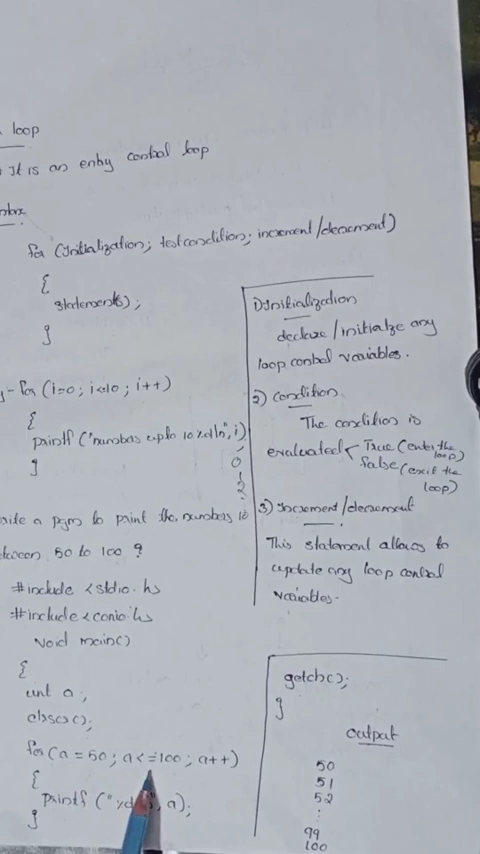 loop
It is an entry control loop
for (Initialization; testcondition; increment/decrement)
{
statements);
}
for (i=0; i<10; i++)
{
printf ("numbers upto 10 %d\n", i)
}
0
1
2
1) Initialization
declare/initialize any
loop control variables.
2) condition
The condition is
evaluated < True (enter the loop)
false (exit the loop)
3) Increment/decrement
This statement allows to
update any loop control
variables.
a pgm to print the numbers
50 to 100 ?
#include <stdio.h>
#include <conio.h>
void main()
{
int a;
clrscr();
for (a = 50; a<=100; a++)
{
printf ("%d", a);
}
getch();
}
output
50
51
52
:
99
100